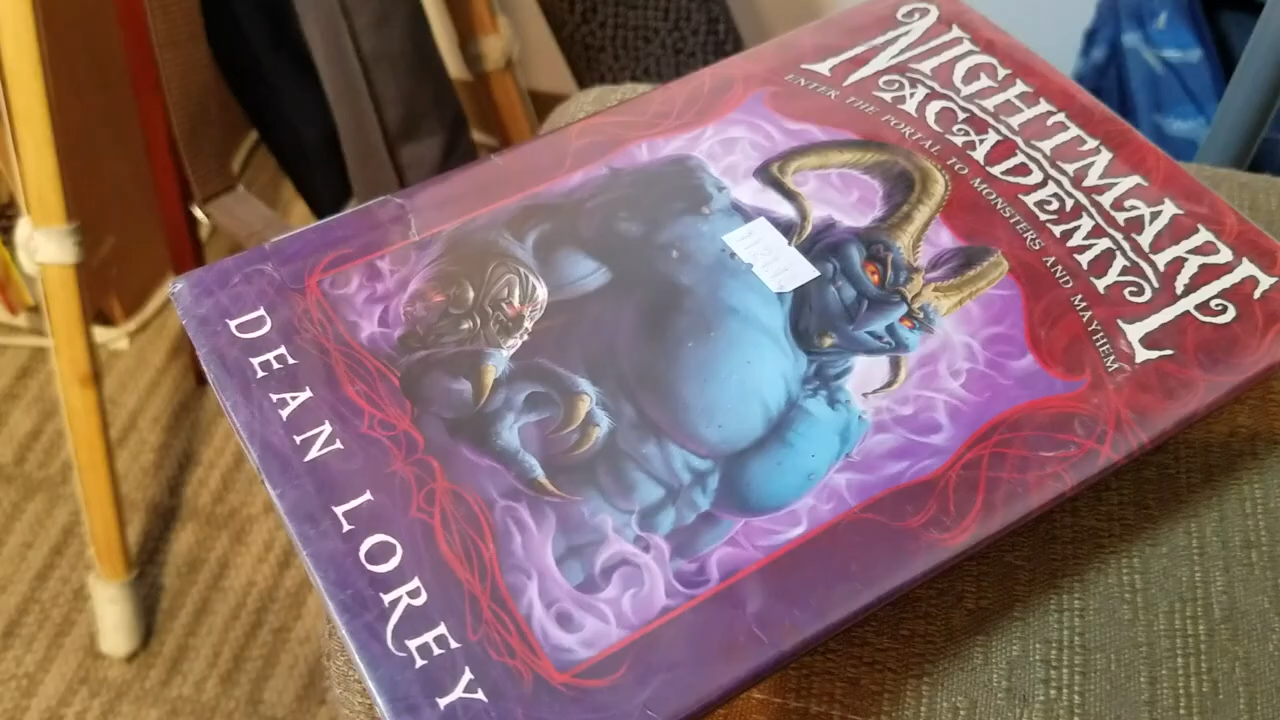 NIGHTMARE
ACADEMY
ENTER THE PORTAL TO MONSTERS AND MAYHEM
DEAN LOREY